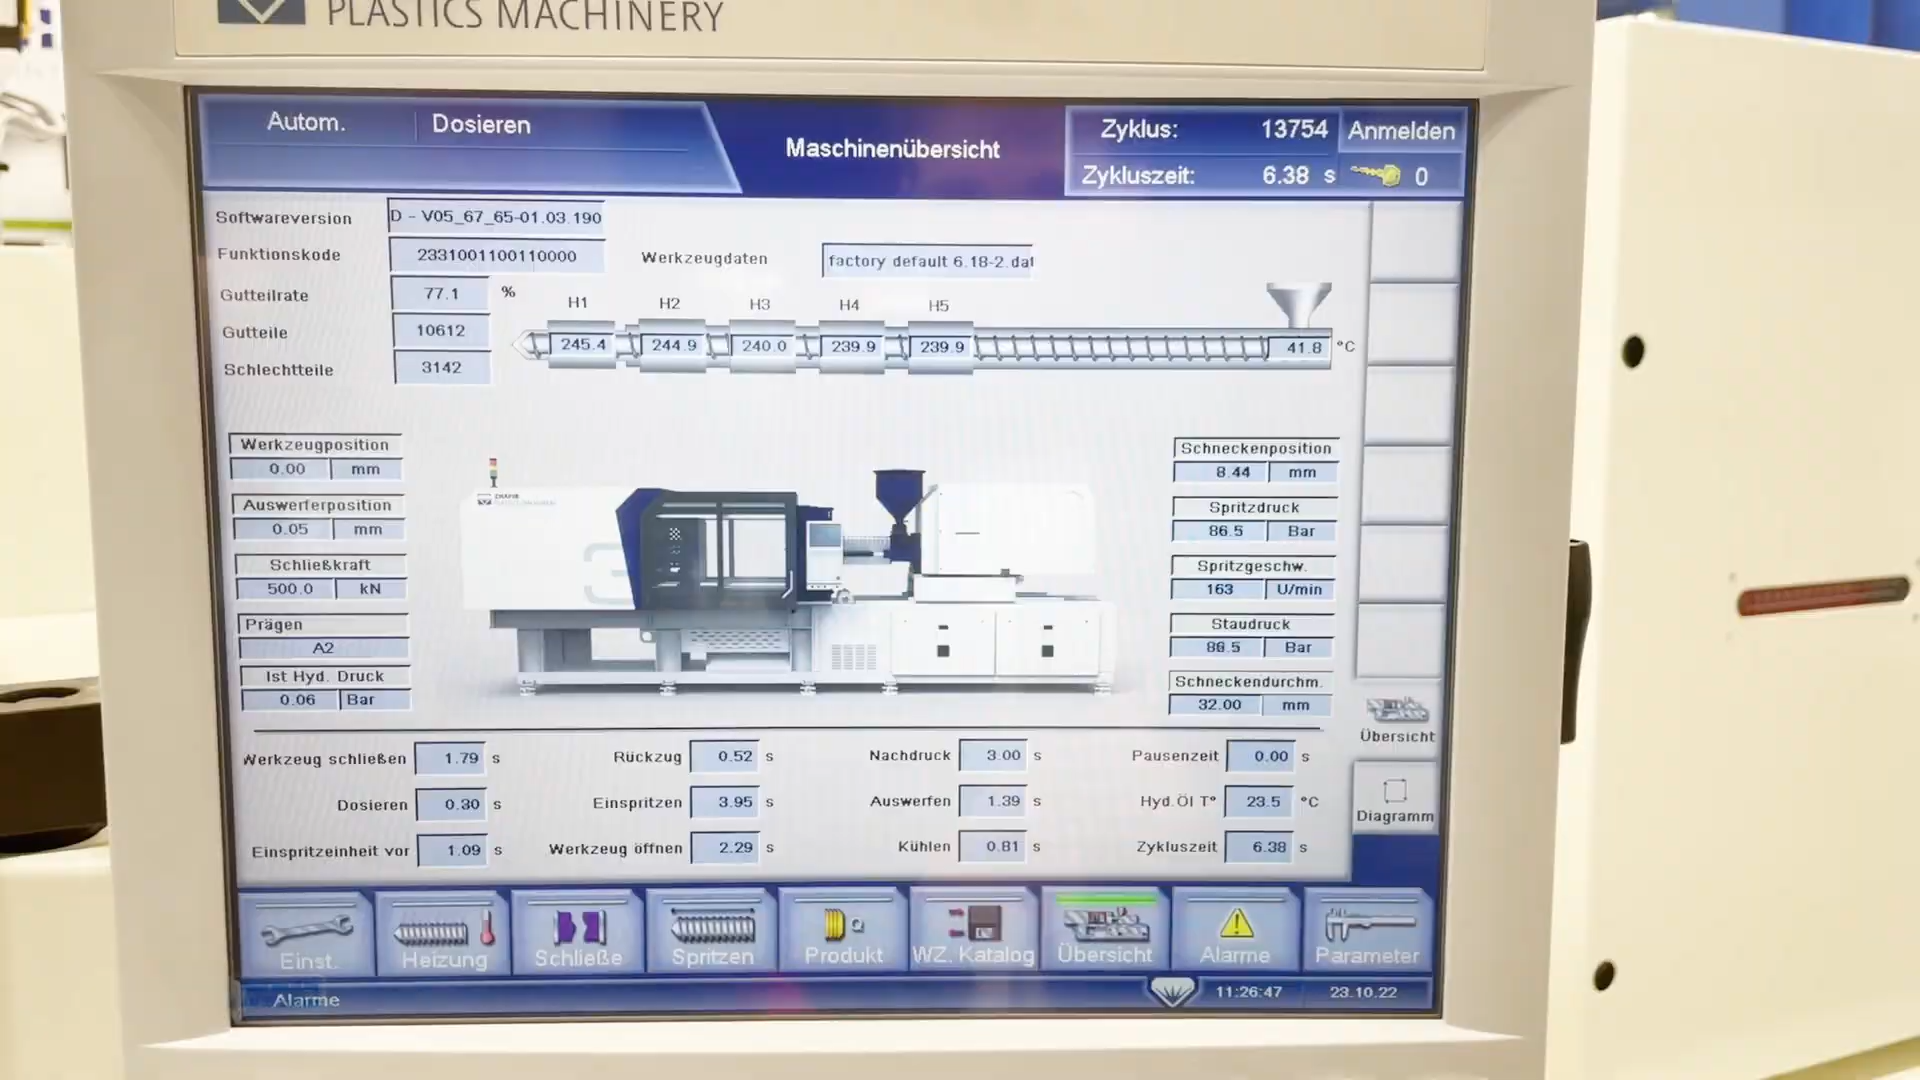 PLASTICS MACHINERY
Autom. Dosieren
Maschinenübersicht
Zyklus: 13754 Anmelden
Zykluszeit: 6.38 s 0
Softwareversion D - V05_67_65-01.03.190
Funktionskode 2331001100110000
Werkzeugdaten factory default 6.18-2.dat
Gutteilrate 77.1 %
Gutteile 10612
Schlechtteile 3142
H1 H2 H3 H4 H5
245.4 244.9 240.0 239.9 239.9 41.8 °C
Werkzeugposition
0.00 mm
Auswerferposition
0.05 mm
Schließkraft
500.0 kN
Prägen
A2
Ist Hyd. Druck
0.06 Bar
Schneckenposition
8.44 mm
Spritzdruck
86.5 Bar
Spritzgeschw.
163 U/min
Staudruck
86.5 Bar
Schneckendurchm.
32.00 mm
Werkzeug schließen 1.79 s Rückzug 0.52 s Nachdruck 3.00 s Pausenzeit 0.00 s
Dosieren 0.30 s Einspritzen 3.95 s Auswerfen 1.39 s Hyd.Öl T° 23.5 °C
Einspritzeinheit vor 1.09 s Werkzeug öffnen 2.29 s Kühlen 0.81 s Zykluszeit 6.38 s
Übersicht
Diagramm
Einst. Heizung Schließe Spritzen Produkt WZ. Katalog Übersicht Alarme Parameter
Alarme 11:26:47 23.10.22